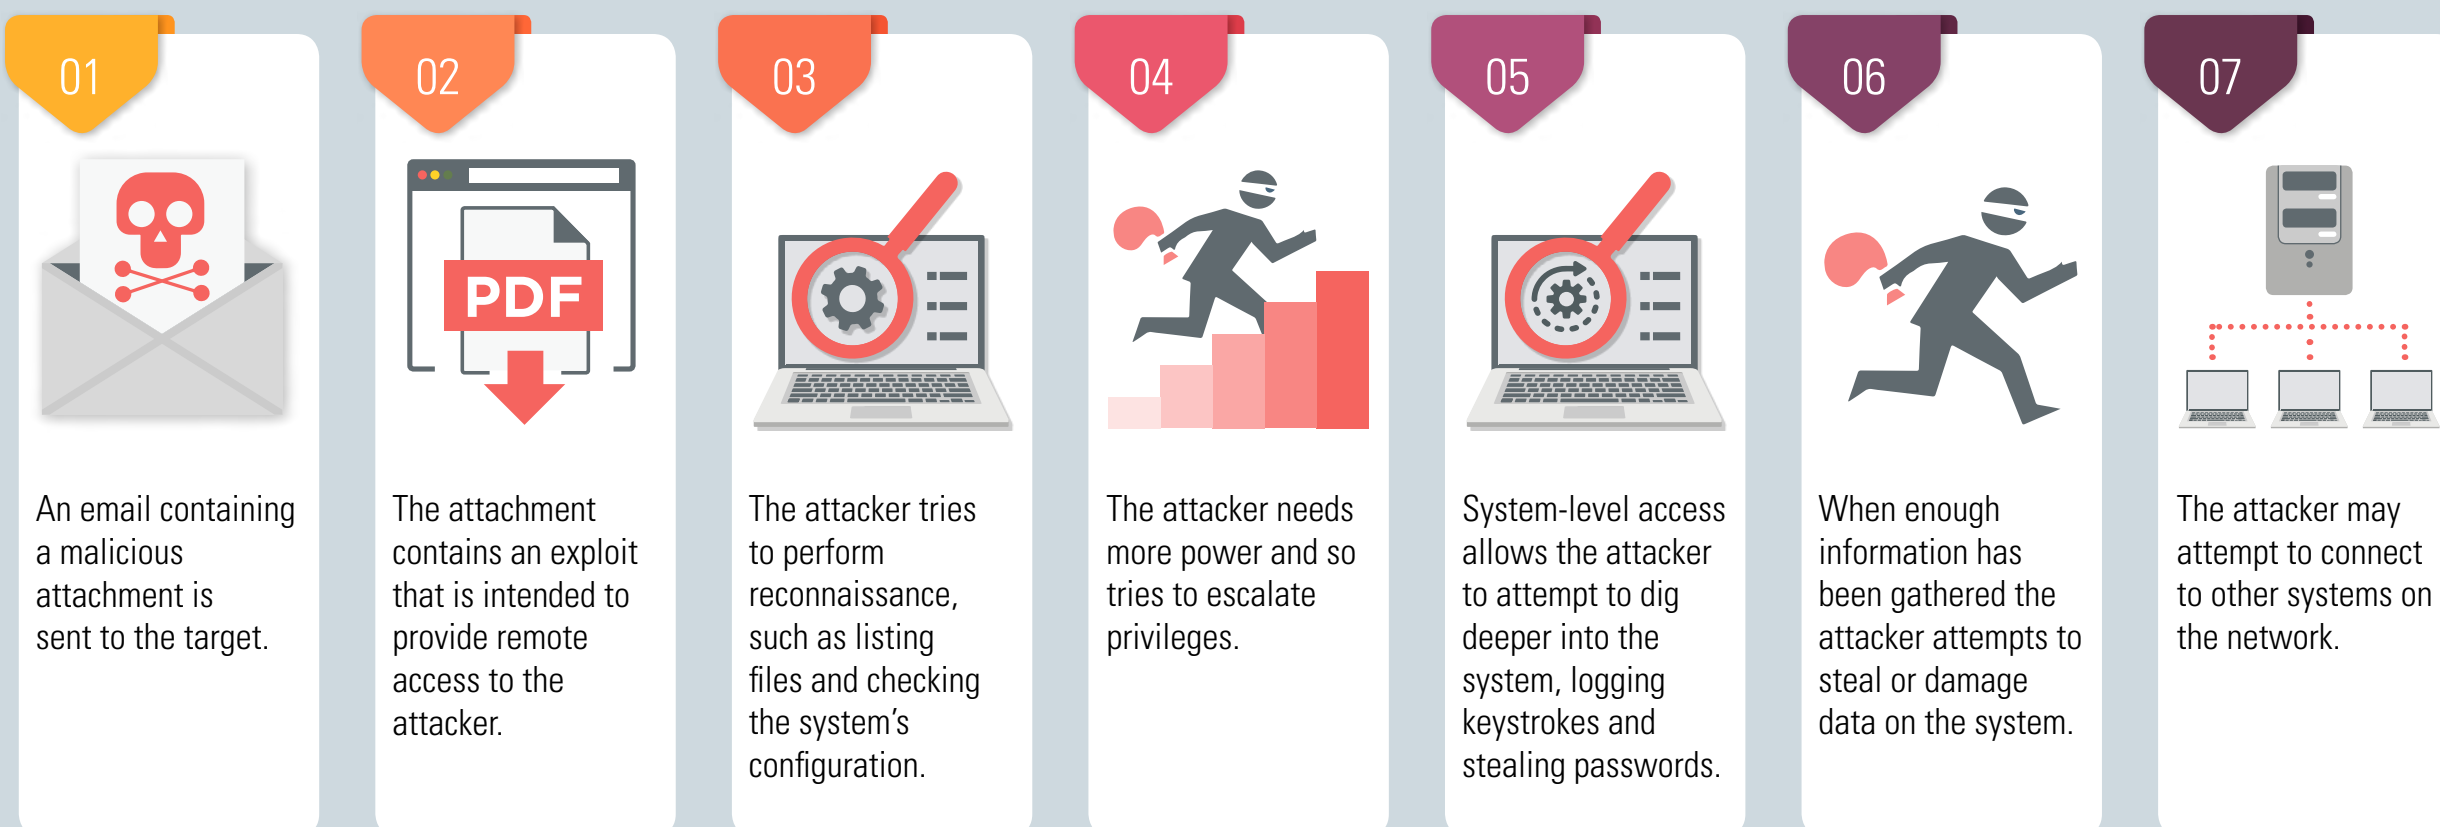 01
An email containing
a malicious
attachment is
sent to the target.
02
PDF
The attachment
contains an exploit
that is intended to
provide remote
access to the
attacker.
03
The attacker tries
to perform
reconnaissance,
such as listing
files and checking
the system’s
configuration.
04
The attacker needs
more power and so
tries to escalate
privileges.
05
System-level access
allows the attacker
to attempt to dig
deeper into the
system, logging
keystrokes and
stealing passwords.
06
When enough
information has
been gathered the
attacker attempts to
steal or damage
data on the system.
07
The attacker may
attempt to connect
to other systems on
the network.